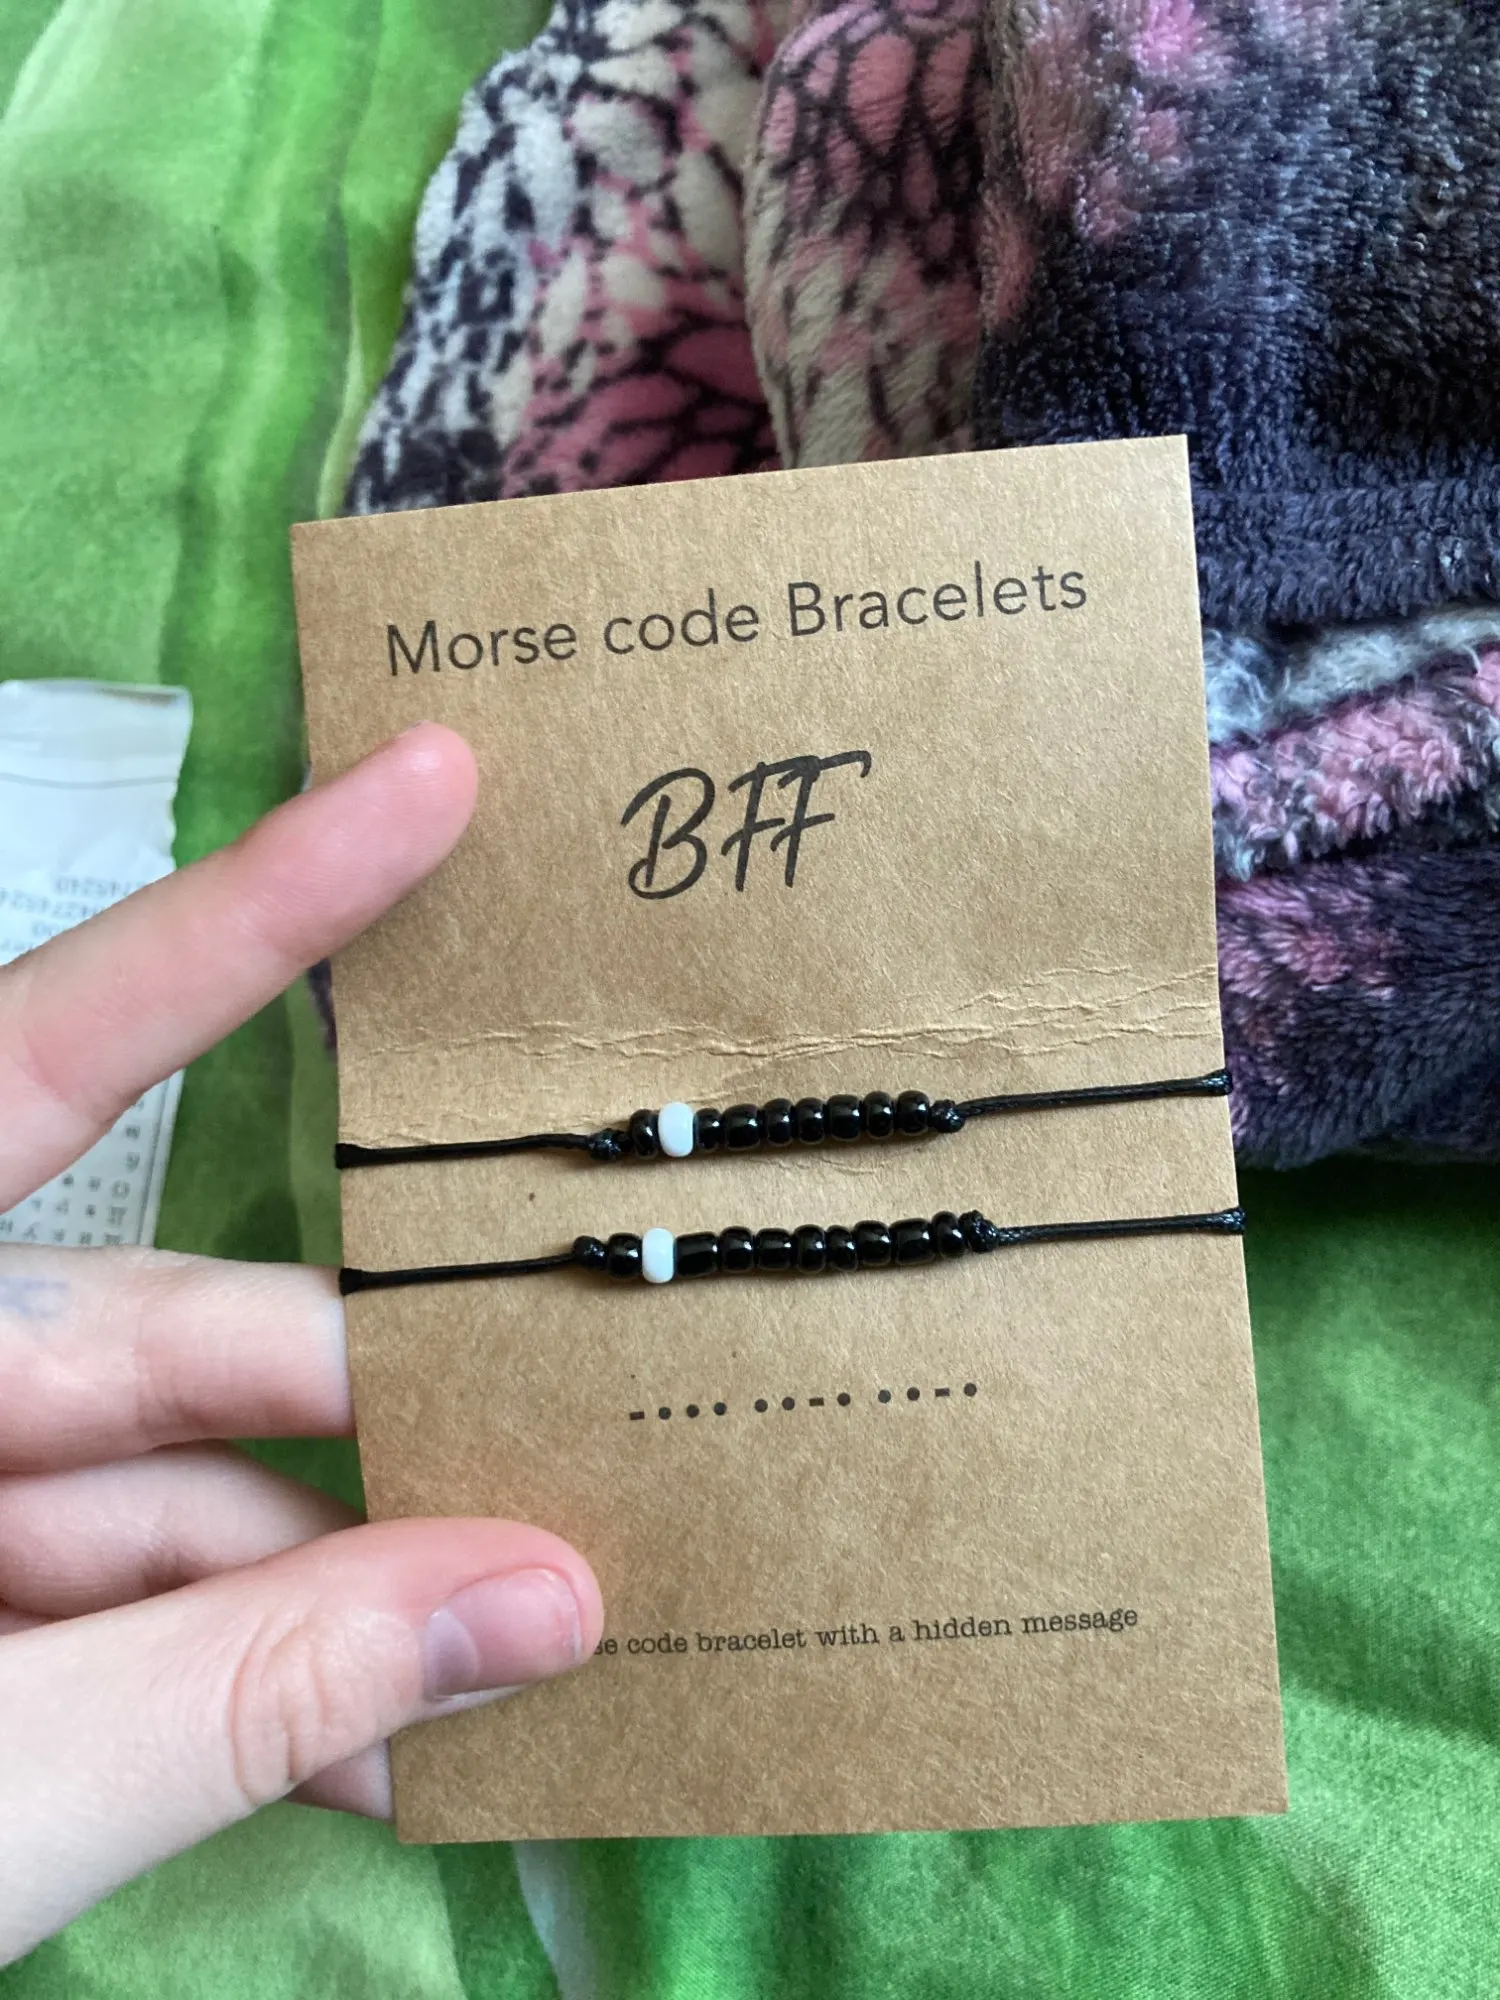 Morse code Bracelets
BFF
-••• ••-• ••-•
code bracelet with a hidden message